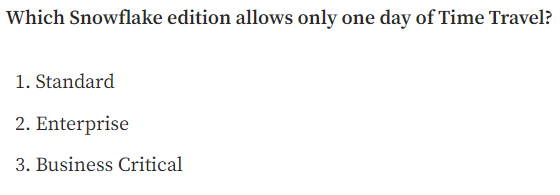 Which Snowflake edition allows only one day of Time Travel?
1. Standard
2. Enterprise
3. Business Critical